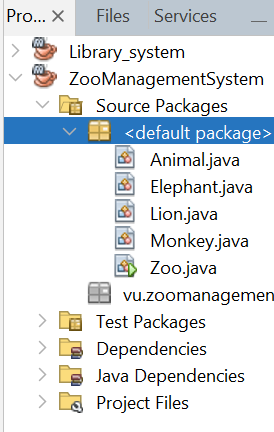 Pro... × Files Services
Library_system
ZooManagementSystem
Source Packages
<default package>
Animal.java
Elephant.java
Lion.java
Monkey.java
Zoo.java
vu.zoomanagemen
Test Packages
Dependencies
Java Dependencies
Project Files